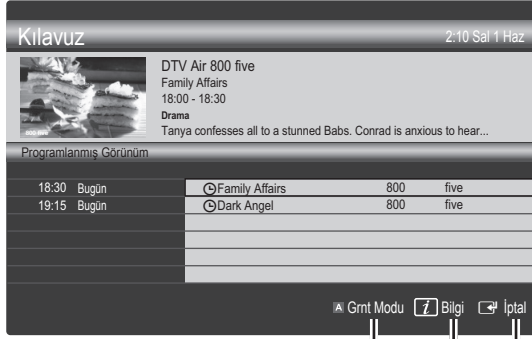 Kılavuz 2:10 Sal 1 Haz
DTV Air 800 five
Family Affairs
18:00 - 18:30
Drama
Tanya confesses all to a stunned Babs. Conrad is anxious to hear...
800 five
Programlanmış Görünüm
18:30 Bugün Family Affairs 800 five
19:15 Bugün Dark Angel 800 five
A Grnt Modu i Bilgi İptal